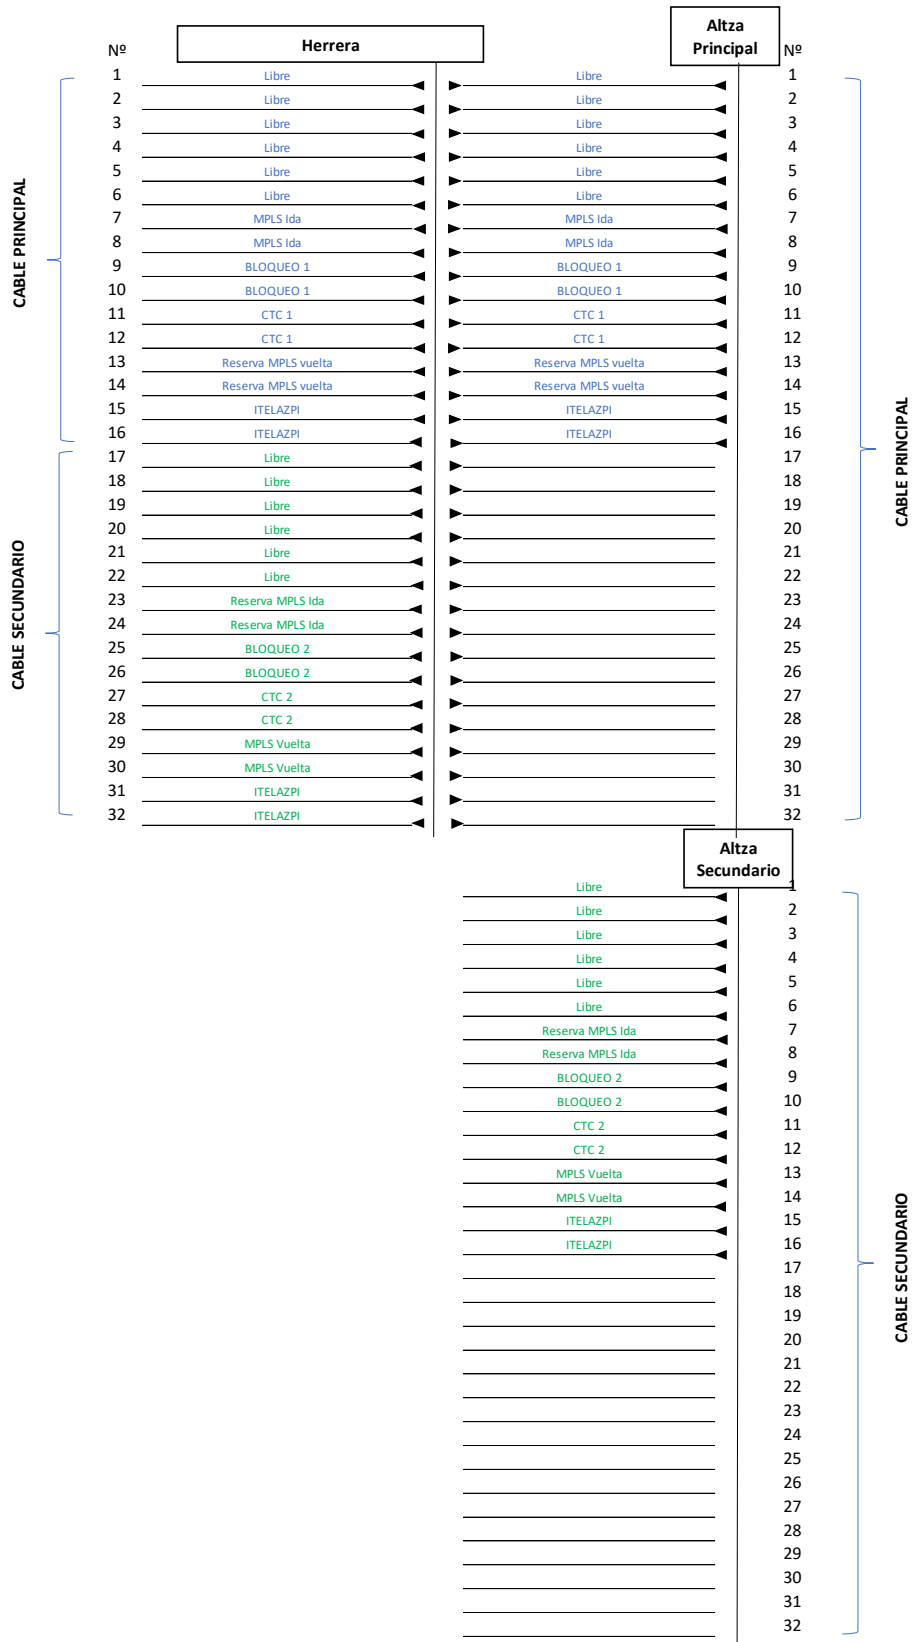 Altza
Principal
Herrera
Nº Nº
1 Libre Libre 1
2 Libre Libre 2
3 Libre Libre 3
4 Libre Libre 4
5 Libre Libre 5
6 Libre Libre 6
7 MPLS Ida MPLS Ida 7
8 MPLS Ida MPLS Ida 8
9 BLOQUEO 1 BLOQUEO 1 9
10 BLOQUEO 1 BLOQUEO 1 10
11 CTC 1 CTC 1 11
12 CTC 1 CTC 1 12
13 Reserva MPLS vuelta Reserva MPLS vuelta 13
14 Reserva MPLS vuelta Reserva MPLS vuelta 14
15 ITELAZPI ITELAZPI 15
16 ITELAZPI ITELAZPI 16
CABLE PRINCIPAL
17 Libre 17
18 Libre 18
19 Libre 19
20 Libre 20
21 Libre 21
22 Libre 22
23 Reserva MPLS Ida 23
24 Reserva MPLS Ida 24
25 BLOQUEO 2 25
26 BLOQUEO 2 26
27 CTC 2 27
28 CTC 2 28
29 MPLS Vuelta 29
30 MPLS Vuelta 30
31 ITELAZPI 31
32 ITELAZPI 32
CABLE SECUNDARIO
CABLE PRINCIPAL
Altza
Secundario
Libre 1
Libre 2
Libre 3
Libre 4
Libre 5
Libre 6
Reserva MPLS Ida 7
Reserva MPLS Ida 8
BLOQUEO 2 9
BLOQUEO 2 10
CTC 2 11
CTC 2 12
MPLS Vuelta 13
MPLS Vuelta 14
ITELAZPI 15
ITELAZPI 16
17
18
19
20
21
22
23
24
25
26
27
28
29
30
31
32
CABLE SECUNDARIO